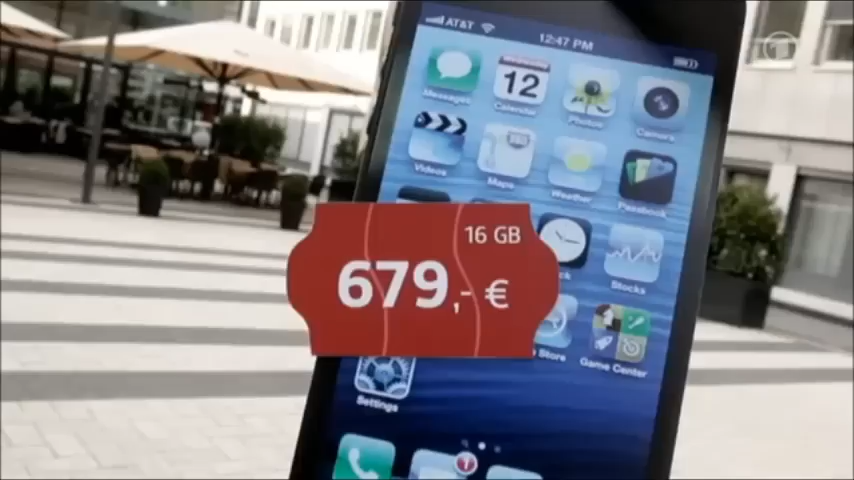 AT&T
12:47 PM
Messages
12
Calendar
Photos
Camera
Videos
Maps
Weather
Passbook
16 GB
679,- €
Stocks
Store
Game Center
Settings
1